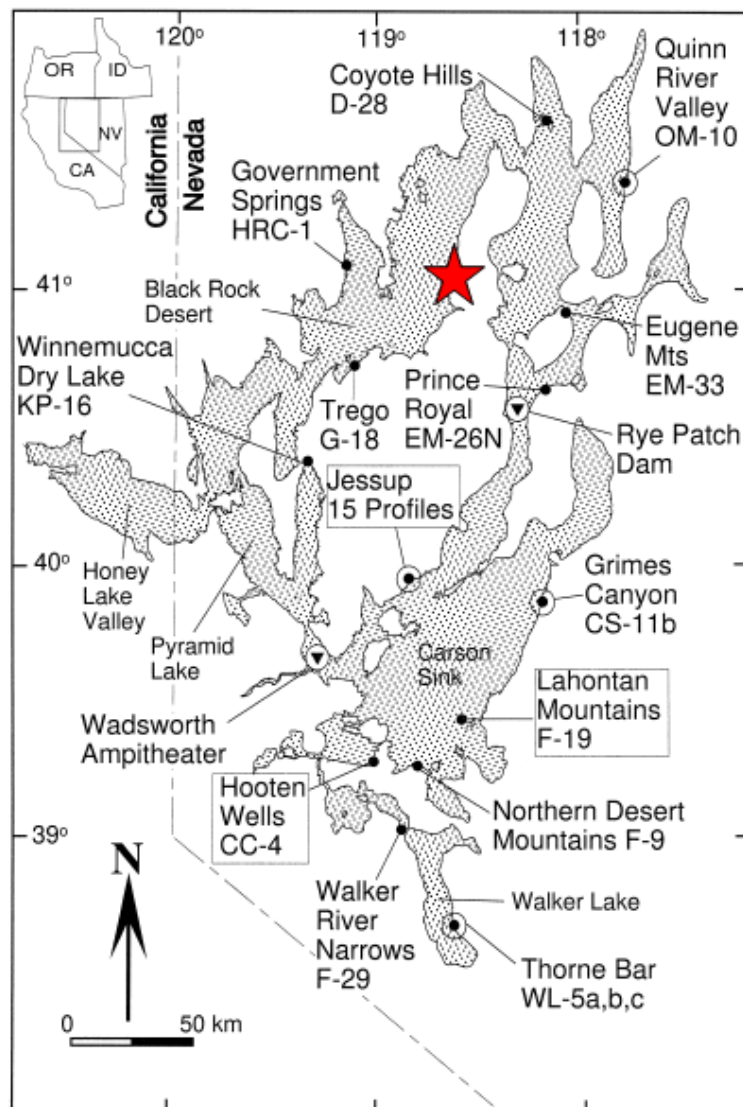 120°
119°
118°
OR
ID
NV
CA
California
Nevada
Coyote Hills
D-28
Quinn
River
Valley
OM-10
Government
Springs
HRC-1
41°
Black Rock
Desert
Winnemucca
Dry Lake
KP-16
Trego
G-18
Prince
Royal
EM-26N
Eugene
Mts
EM-33
Rye Patch
Dam
Jessup
15 Profiles
40°
Honey
Lake
Valley
Pyramid
Lake
Grimes
Canyon
CS-11b
Carson
Sink
Wadsworth
Ampitheater
Lahontan
Mountains
F-19
Hooten
Wells
CC-4
Northern Desert
Mountains F-9
39°
N
Walker
River
Narrows
F-29
Walker Lake
Thorne Bar
WL-5a,b,c
0 50 km